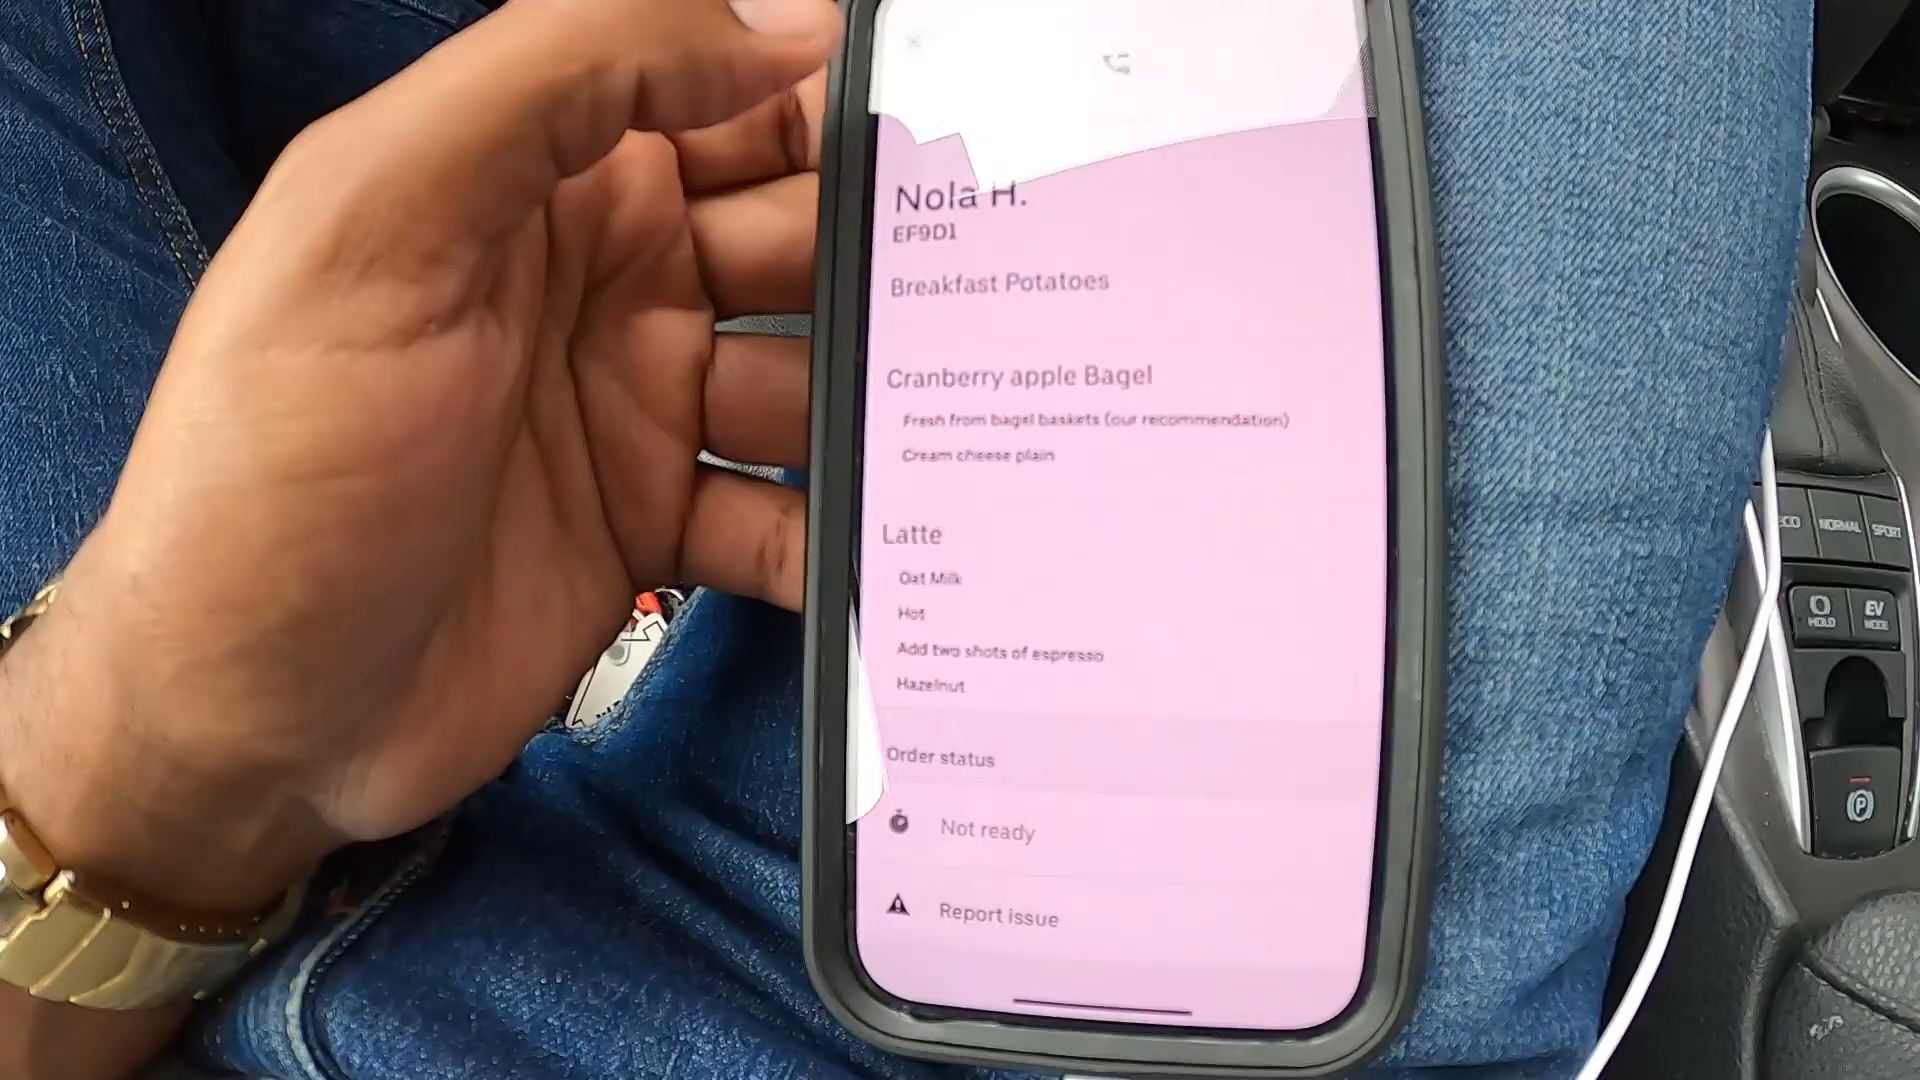 Nola H.
EF9D1
Breakfast Potatoes
Cranberry apple Bagel
Fresh from bagel baskets (our recommendation)
Cream cheese plain
Latte
Oat Milk
Hot
Add two shots of espresso
Hazelnut
Order status
Not ready
Report issue
ECO
NORMAL
SPORT
HOLD
EV
MODE
P